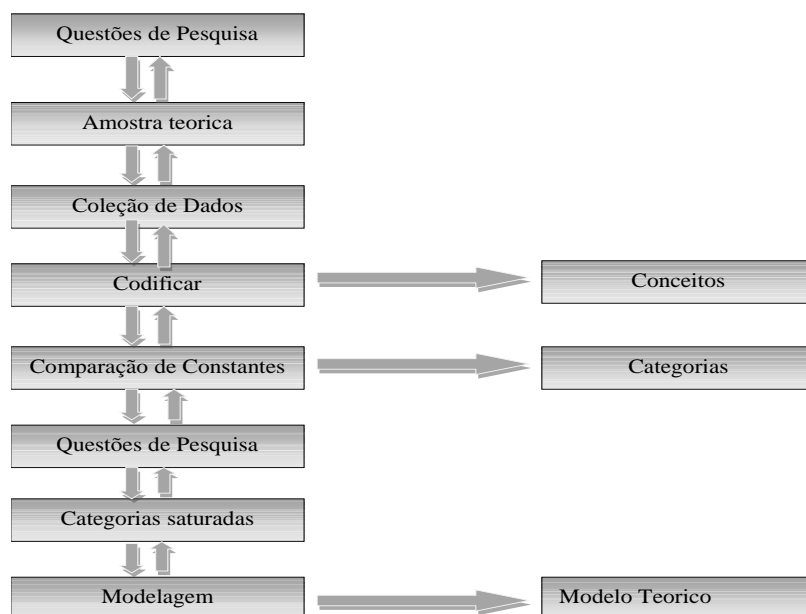 Questões de Pesquisa
Amostra teorica
Coleção de Dados
Codificar
Conceitos
Comparação de Constantes
Categorias
Questões de Pesquisa
Categorias saturadas
Modelagem
Modelo Teorico